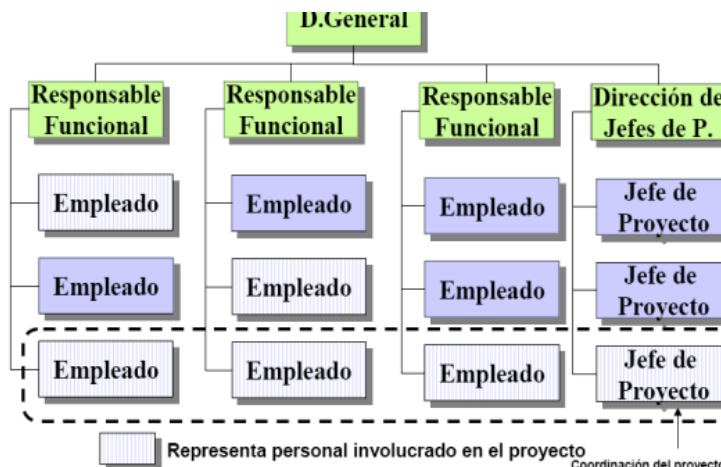 D.General
Responsable
Funcional
Responsable
Funcional
Responsable
Funcional
Dirección de
Jefes de P.
Empleado
Empleado
Empleado
Jefe de
Proyecto
Empleado
Empleado
Empleado
Jefe de
Proyecto
Empleado
Empleado
Empleado
Jefe de
Proyecto
Representa personal involucrado en el proyecto
Coordinación del proyecto